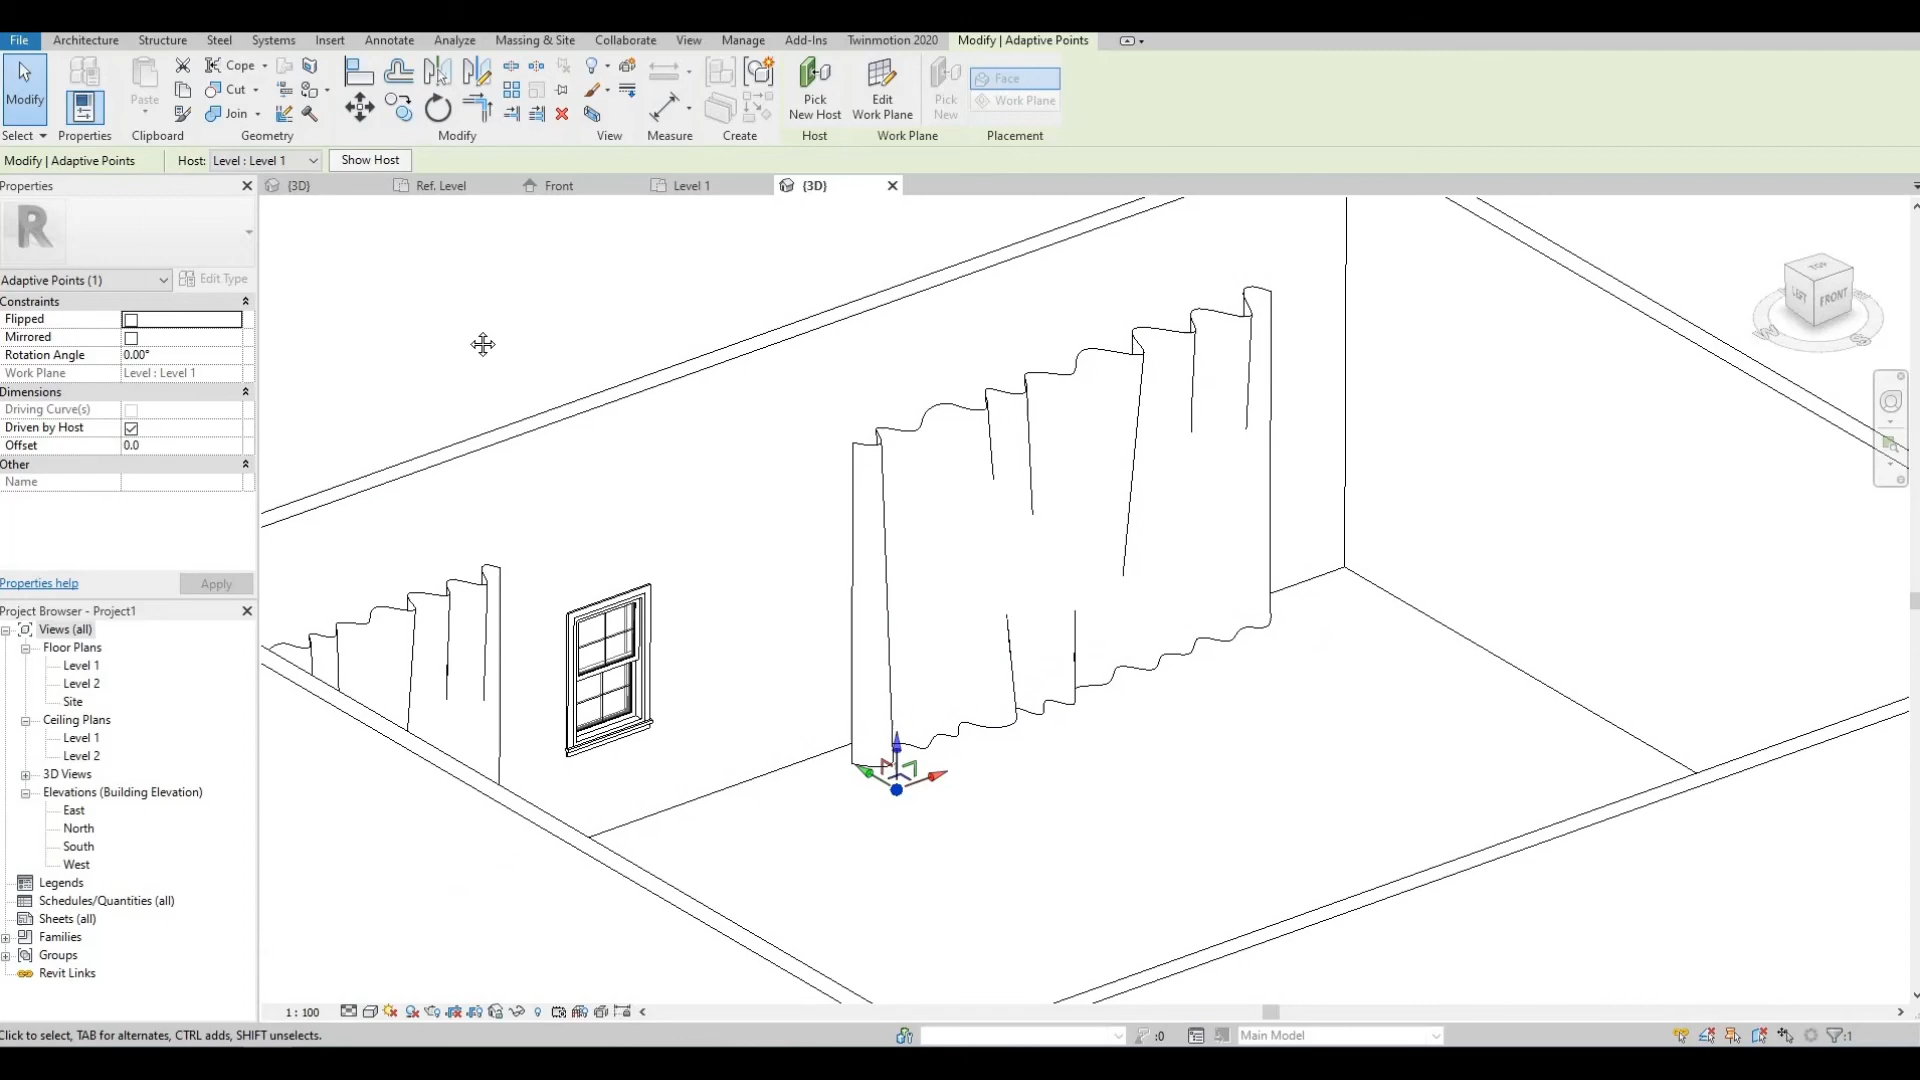 File Architecture Structure Steel Systems Insert Annotate Analyze Massing & Site Collaborate View Manage Add-Ins Twinmotion 2020 Modify | Adaptive Points
Modify Paste Cope Cut Join Pick New Host Edit Work Plane Pick New Face Work Plane
Select Properties Clipboard Geometry Modify View Measure Create Host Work Plane Placement
Modify | Adaptive Points Host: Level : Level 1 Show Host
Properties {3D} Ref. Level Front Level 1 {3D}
R
Adaptive Points (1) Edit Type
Constraints
Flipped
Mirrored
Rotation Angle 0.00°
Work Plane Level : Level 1
Dimensions
Driving Curve(s)
Driven by Host
Offset 0.0
Other
Name
Properties help Apply
Project Browser - Project1
Views (all)
Floor Plans
Level 1
Level 2
Site
Ceiling Plans
Level 1
Level 2
3D Views
Elevations (Building Elevation)
East
North
South
West
Legends
Schedules/Quantities (all)
Sheets (all)
Families
Groups
Revit Links
TOP
LEFT FRONT
W S
1 : 100
Click to select, TAB for alternates, CTRL adds, SHIFT unselects. :0 Main Model :1